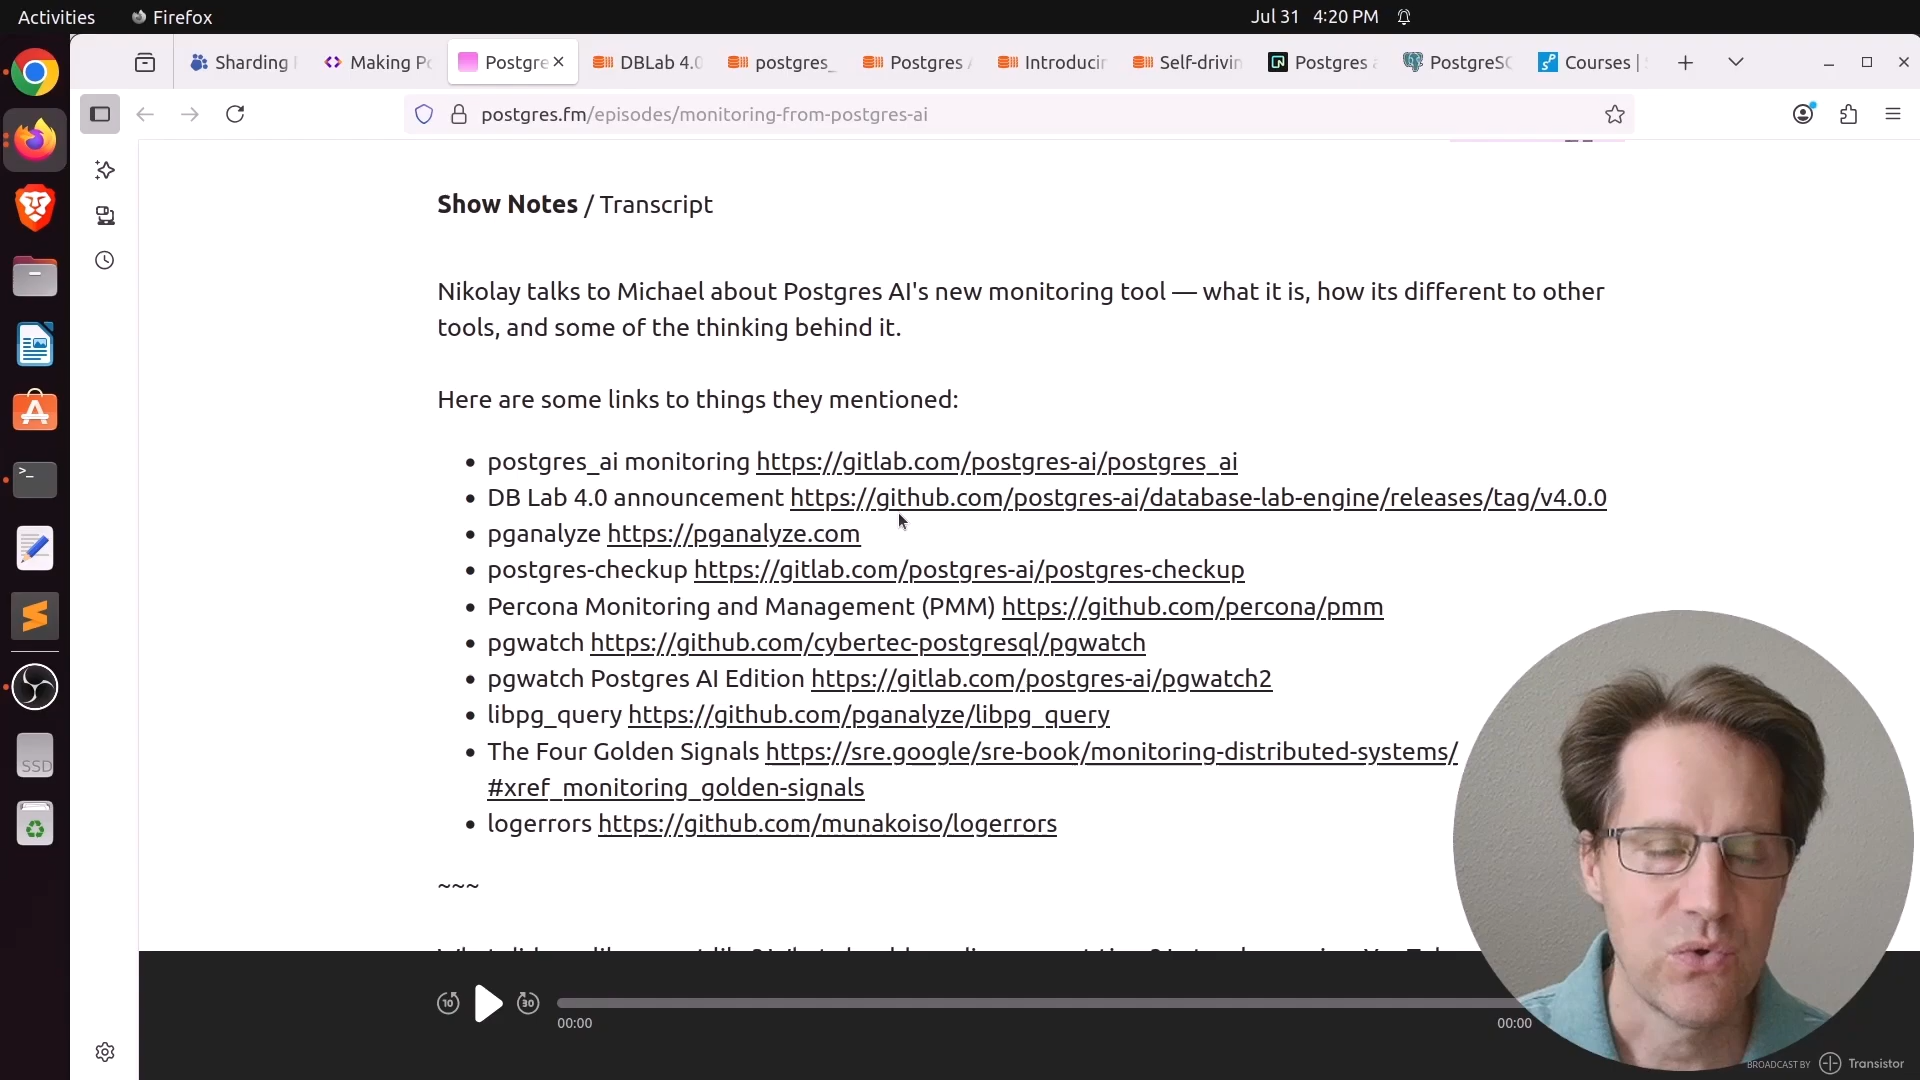 Activities Firefox Jul 31 4:20 PM
Sharding Making Po Postgre DBLab 4.0 postgres_ Postgres Introducin Self-drivin Postgres a PostgreSQ Courses |
postgres.fm/episodes/monitoring-from-postgres-ai
Show Notes / Transcript
Nikolay talks to Michael about Postgres AI's new monitoring tool — what it is, how its different to other
tools, and some of the thinking behind it.
Here are some links to things they mentioned:
• postgres_ai monitoring https://gitlab.com/postgres-ai/postgres_ai
• DB Lab 4.0 announcement https://github.com/postgres-ai/database-lab-engine/releases/tag/v4.0.0
• pganalyze https://pganalyze.com
• postgres-checkup https://gitlab.com/postgres-ai/postgres-checkup
• Percona Monitoring and Management (PMM) https://github.com/percona/pmm
• pgwatch https://github.com/cybertec-postgresql/pgwatch
• pgwatch Postgres AI Edition https://gitlab.com/postgres-ai/pgwatch2
• libpg_query https://github.com/pganalyze/libpg_query
• The Four Golden Signals https://sre.google/sre-book/monitoring-distributed-systems/
#xref_monitoring_golden-signals
• logerrors https://github.com/munakoiso/logerrors
~~~
10 30
00:00 00:00
SSD
BROADCAST BY Transistor